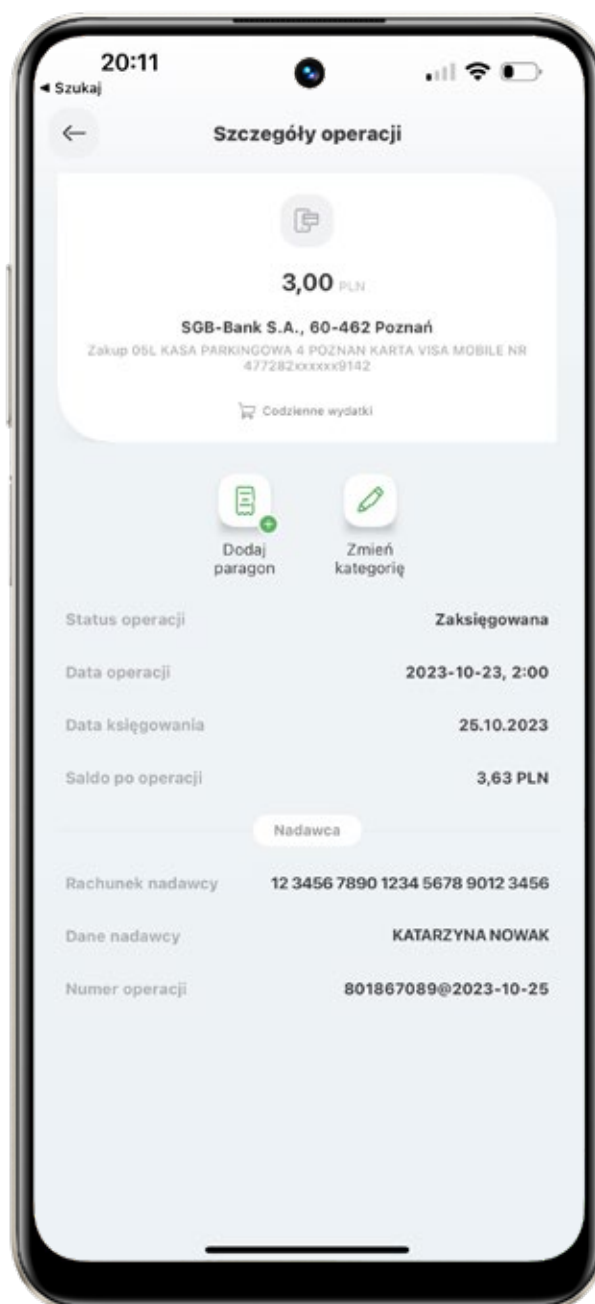 20:11
◄ Szukaj
Szczegóły operacji
3,00 PLN
SGB-Bank S.A., 60-462 Poznań
Zakup 05L KASA PARKINGOWA 4 POZNAN KARTA VISA MOBILE NR
477282xxxxxx9142
Codzienne wydatki
Dodaj
paragon
Zmień
kategorię
Status operacji Zaksięgowana
Data operacji 2023-10-23, 2:00
Data księgowania 25.10.2023
Saldo po operacji 3,63 PLN
Nadawca
Rachunek nadawcy 12 3456 7890 1234 5678 9012 3456
Dane nadawcy KATARZYNA NOWAK
Numer operacji 801867089@2023-10-25